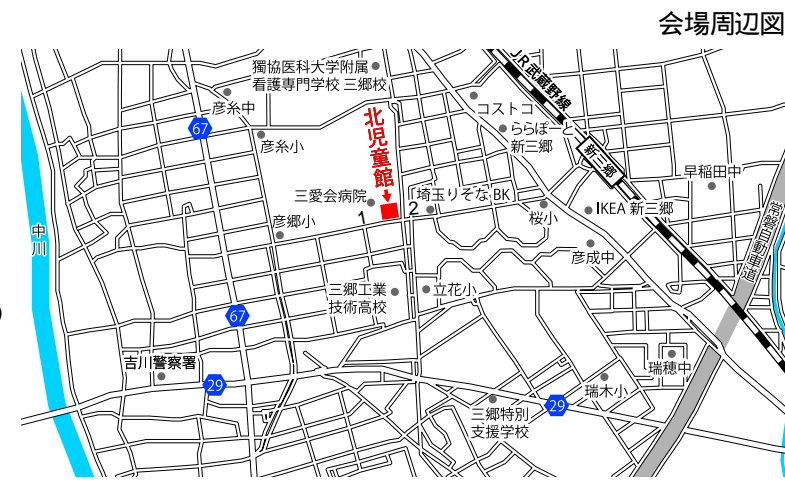 会場周辺図
獨協医科大学附属
看護専門学校 三郷校
JR武蔵野線
彦糸中
コストコ
67
北児童館
ららぽーと
新三郷
彦糸小
新三郷
早稲田中
三愛会病院
埼玉りそなBK
1
2
桜小
IKEA 新三郷
常磐自動車道
中川
彦郷小
彦成中
三郷工業
技術高校
立花小
67
吉川警察署
瑞穂中
29
瑞木小
29
三郷特別
支援学校